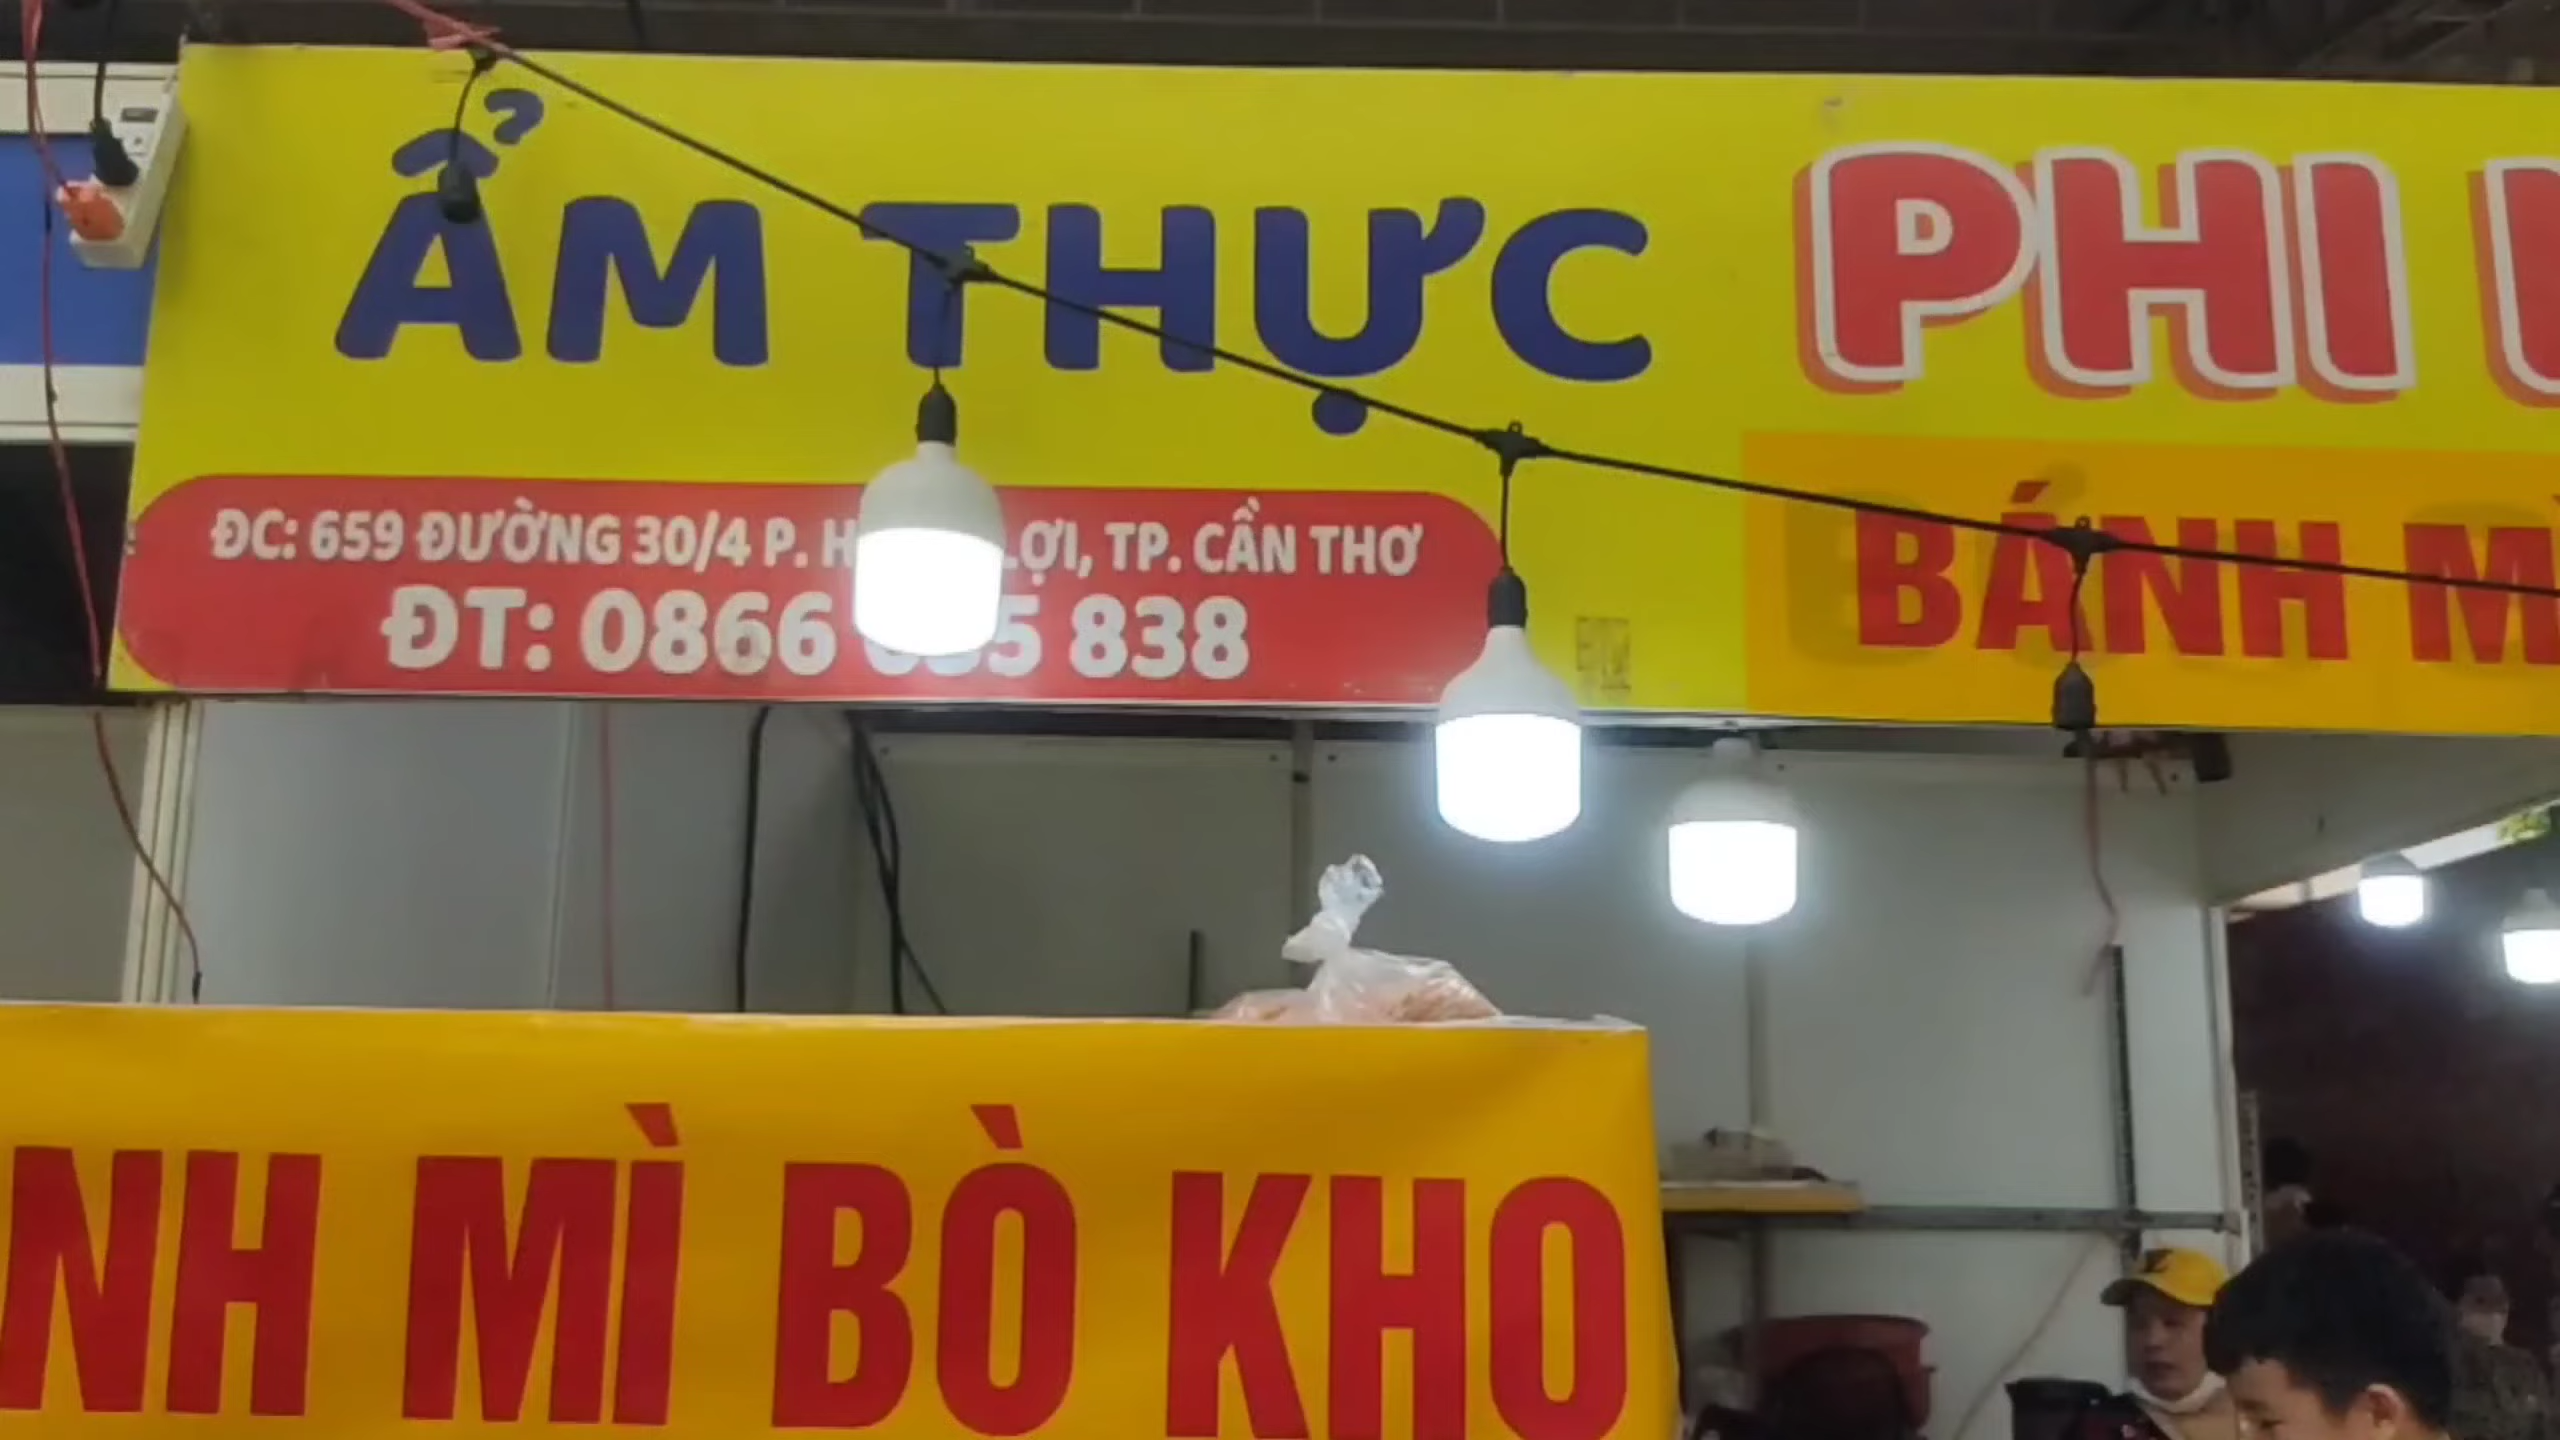 ẨM THỰC PHI
ĐC: 659 ĐƯỜNG 30/4 P. LỢI, TP. CẦN THƠ
ĐT: 0866 838
BÁNH MÌ
NH MÌ BÒ KHO